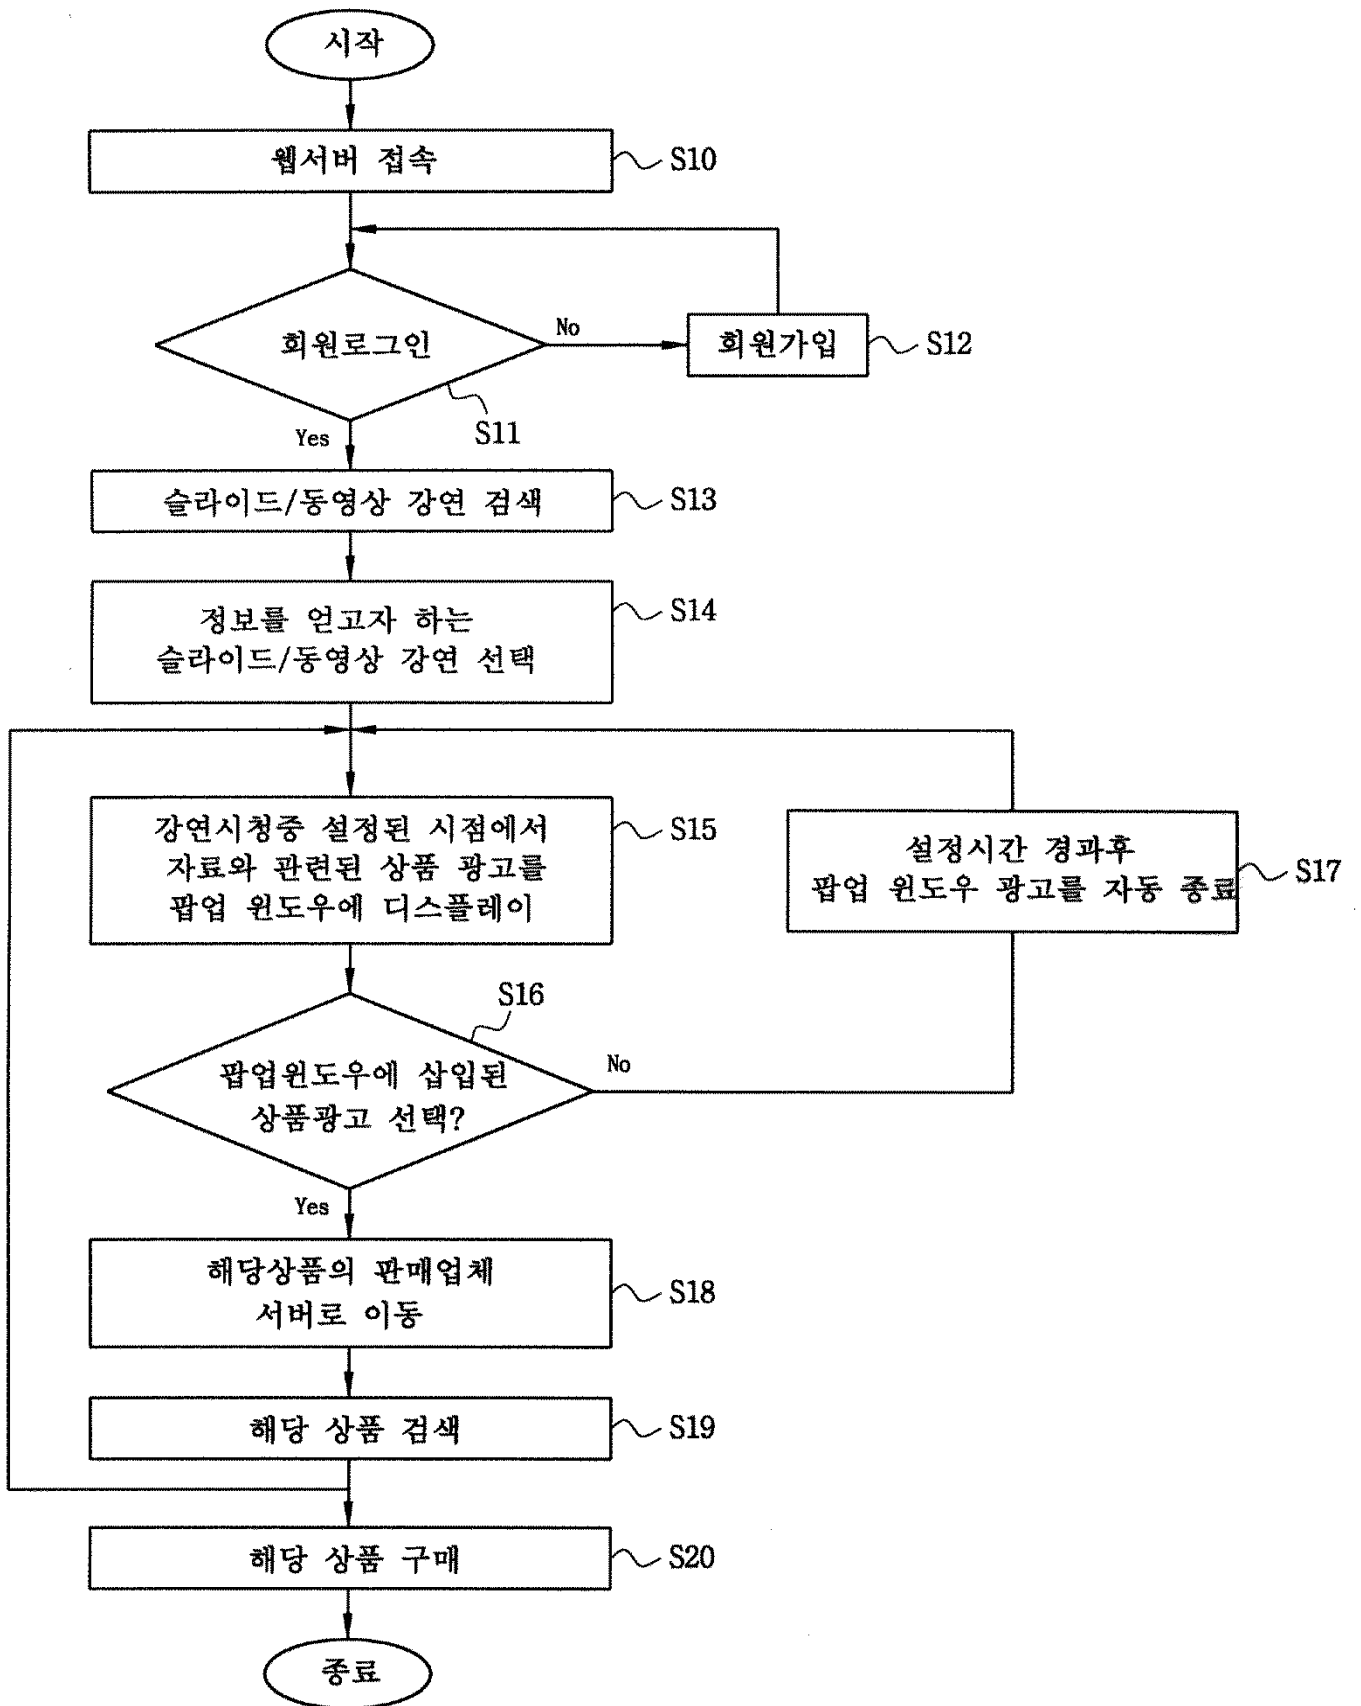 시작
웹서버 접속
S10
회원로그인
No
회원가입
S12
S11
Yes
슬라이드/동영상 강연 검색
S13
정보를 얻고자 하는
슬라이드/동영상 강연 선택
S14
강연시청중 설정된 시점에서
자료와 관련된 상품 광고를
팝업 윈도우에 디스플레이
S15
설정시간 경과후
팝업 윈도우 광고를 자동 종료
S17
S16
팝업윈도우에 삽입된
상품광고 선택?
No
Yes
해당상품의 판매업체
서버로 이동
S18
해당 상품 검색
S19
해당 상품 구매
S20
종료